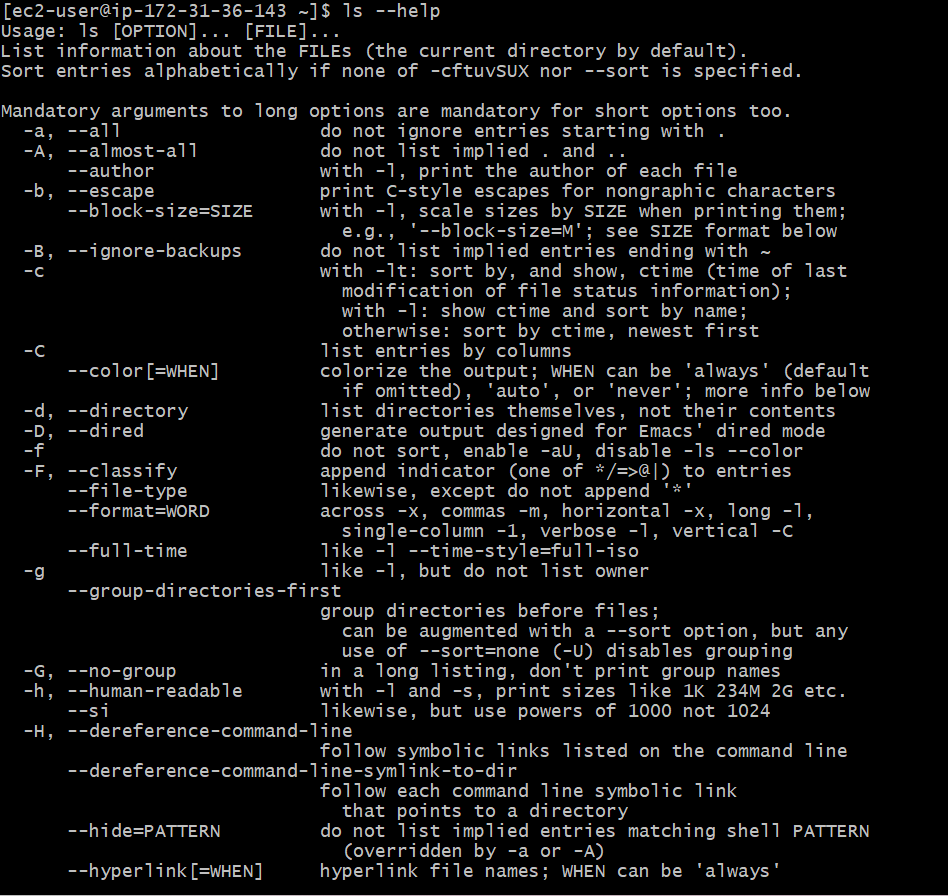 [ec2-user@ip-172-31-36-143 ~]$ ls --help
Usage: ls [OPTION]... [FILE]...
List information about the FILEs (the current directory by default).
Sort entries alphabetically if none of -cftuvSUX nor --sort is specified.

Mandatory arguments to long options are mandatory for short options too.
  -a, --all                  do not ignore entries starting with .
  -A, --almost-all           do not list implied . and ..
      --author               with -l, print the author of each file
  -b, --escape               print C-style escapes for nongraphic characters
      --block-size=SIZE      with -l, scale sizes by SIZE when printing them;
                               e.g., '--block-size=M'; see SIZE format below
  -B, --ignore-backups       do not list implied entries ending with ~
  -c                         with -lt: sort by, and show, ctime (time of last
                               modification of file status information);
                               with -l: show ctime and sort by name;
                               otherwise: sort by ctime, newest first
  -C                         list entries by columns
      --color[=WHEN]         colorize the output; WHEN can be 'always' (default
                               if omitted), 'auto', or 'never'; more info below
  -d, --directory            list directories themselves, not their contents
  -D, --dired                generate output designed for Emacs' dired mode
  -f                         do not sort, enable -aU, disable -ls --color
  -F, --classify             append indicator (one of */=>@|) to entries
      --file-type            likewise, except do not append '*'
      --format=WORD          across -x, commas -m, horizontal -x, long -l,
                               single-column -1, verbose -l, vertical -C
      --full-time            like -l --time-style=full-iso
  -g                         like -l, but do not list owner
      --group-directories-first
                             group directories before files;
                               can be augmented with a --sort option, but any
                               use of --sort=none (-U) disables grouping
  -G, --no-group             in a long listing, don't print group names
  -h, --human-readable       with -l and -s, print sizes like 1K 234M 2G etc.
      --si                   likewise, but use powers of 1000 not 1024
  -H, --dereference-command-line
                             follow symbolic links listed on the command line
      --dereference-command-line-symlink-to-dir
                             follow each command line symbolic link
                               that points to a directory
      --hide=PATTERN         do not list implied entries matching shell PATTERN
                               (overridden by -a or -A)
      --hyperlink[=WHEN]     hyperlink file names; WHEN can be 'always'